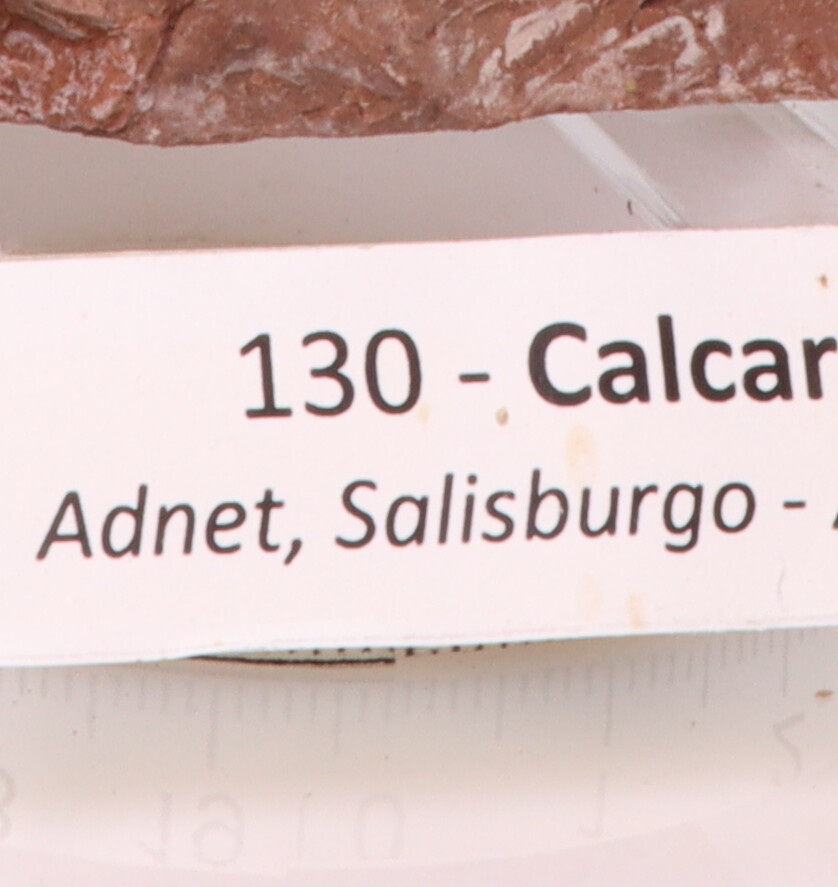 130 - Calcar
Adnet, Salisburgo -